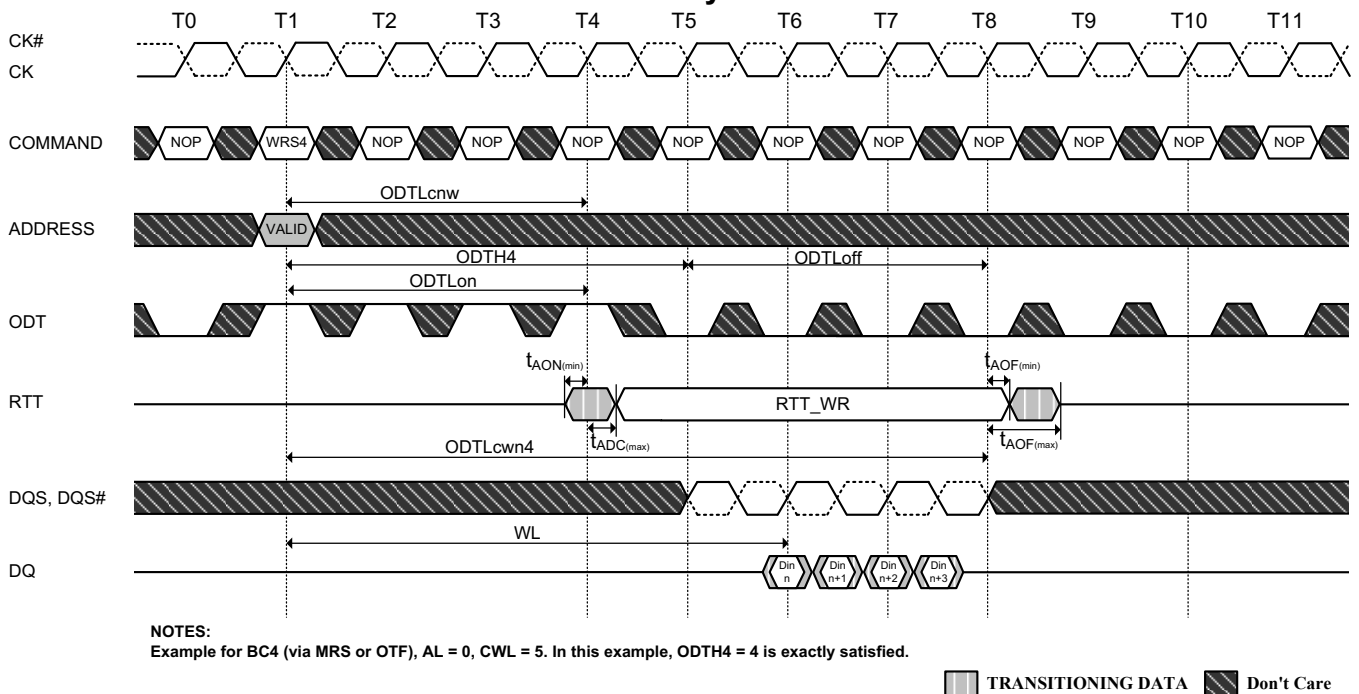 T0 T1 T2 T3 T4 T5 T6 T7 T8 T9 T10 T11
CK#
CK
COMMAND NOP WRS4 NOP NOP NOP NOP NOP NOP NOP NOP NOP NOP
ODTLcnw
ADDRESS VALID
ODTH4 ODTLoff
ODTLon
ODT
tAON(min) tAOF(min)
RTT RTT_WR
tADC(max) tAOF(max)
ODTLcwn4
DQS, DQS#
WL
DQ Din n Din n+1 Din n+2 Din n+3
NOTES:
Example for BC4 (via MRS or OTF), AL = 0, CWL = 5. In this example, ODTH4 = 4 is exactly satisfied.
TRANSITIONING DATA Don't Care